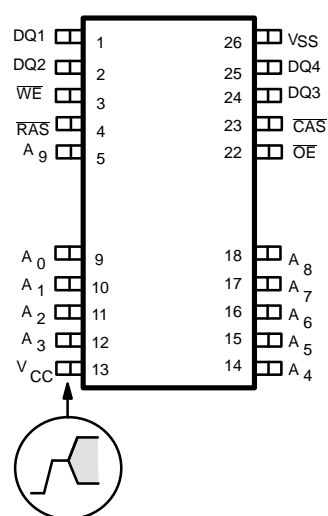 DQ1 1 26 VSS
DQ2 2 25 DQ4
WE 3 24 DQ3
RAS 4 23 CAS
A9 5 22 OE
A0 9 18 A8
A1 10 17 A7
A2 11 16 A6
A3 12 15 A5
VCC 13 14 A4